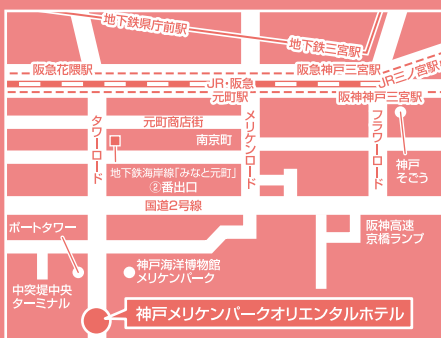 地下鉄県庁前駅
地下鉄三宮駅
阪急花隈駅
阪急神戸三宮駅
JR三ノ宮駅
JR・阪急
元町駅
阪神神戸三宮駅
元町商店街
南京町
タワーロード
メリケンロード
フラワーロード
神戸
そごう
地下鉄海岸線「みなと元町」
②番出口
国道2号線
ポートタワー
阪神高速
京橋ランプ
神戸海洋博物館
メリケンパーク
中突堤中央
ターミナル
神戸メリケンパークオリエンタルホテル